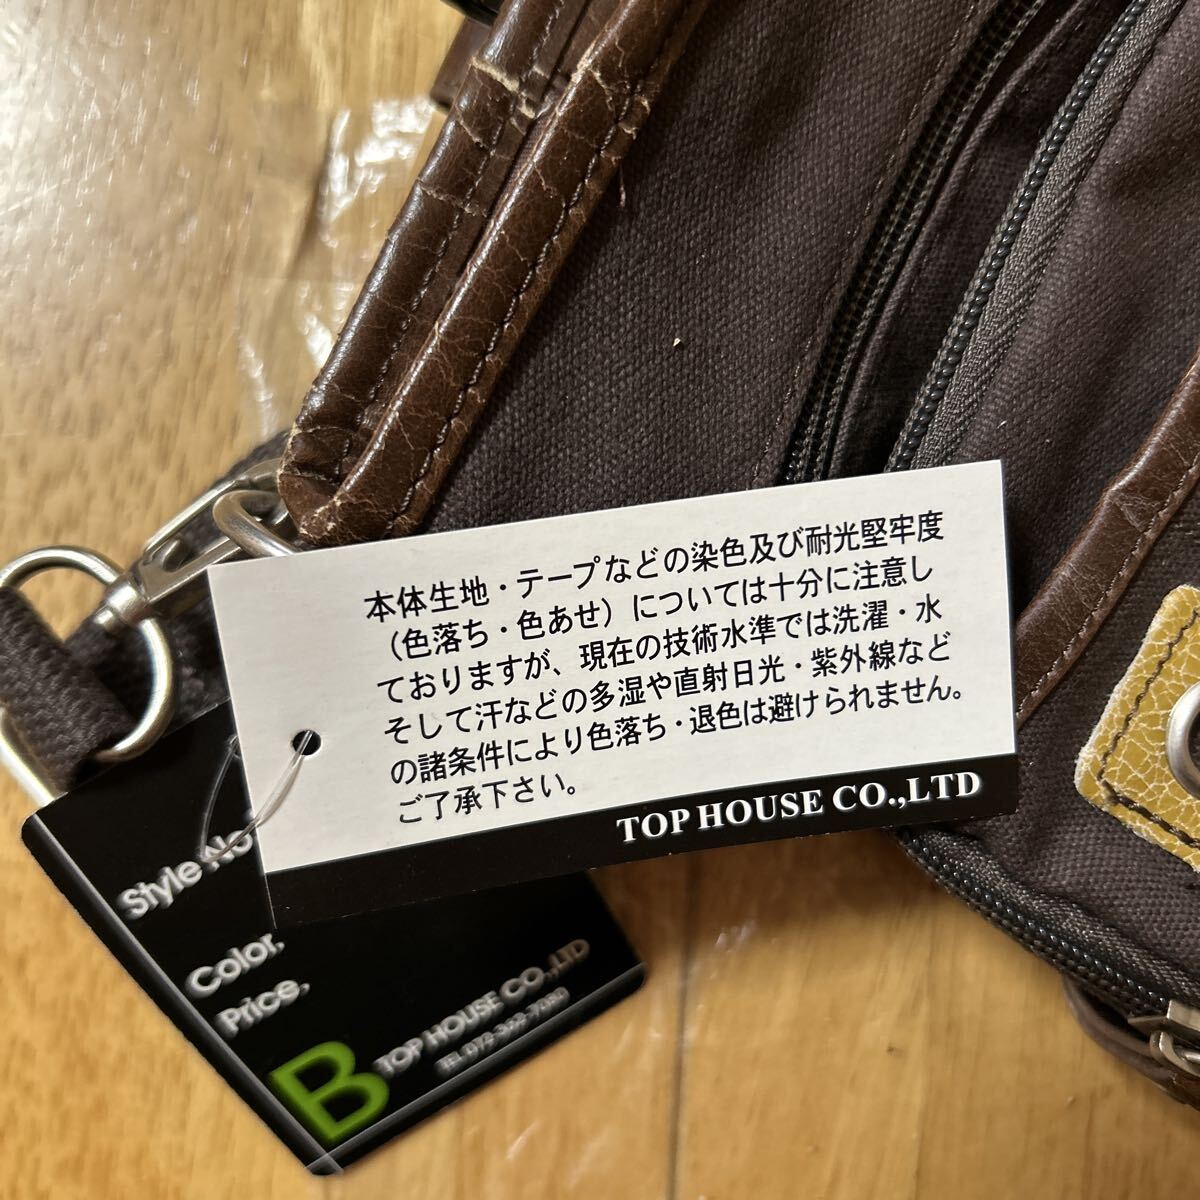 本体生地・テープなどの染色及び耐光堅牢度
（色落ち・色あせ）については十分に注意し
ておりますが、現在の技術水準では洗濯・水
そして汗などの多湿や直射日光・紫外線など
の諸条件により色落ち・退色は避けられません。
ご了承下さい。
TOP HOUSE CO.,LTD
Style No
Color,
Price,
B
TOP HOUSE CO.,LTD